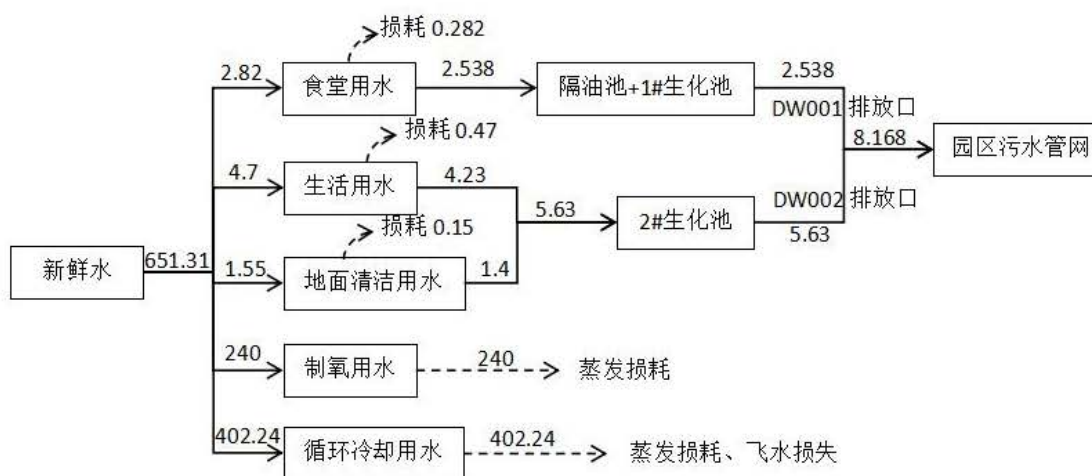 损耗 0.282
2.82
食堂用水
2.538
隔油池+1#生化池
2.538
DW001 排放口
8.168
园区污水管网
损耗 0.47
4.7
生活用水
4.23
5.63
2#生化池
DW002 排放口
5.63
损耗 0.15
新鲜水
651.31
1.55
地面清洁用水
1.4
240
制氧用水
240
蒸发损耗
402.24
循环冷却用水
402.24
蒸发损耗、飞水损失